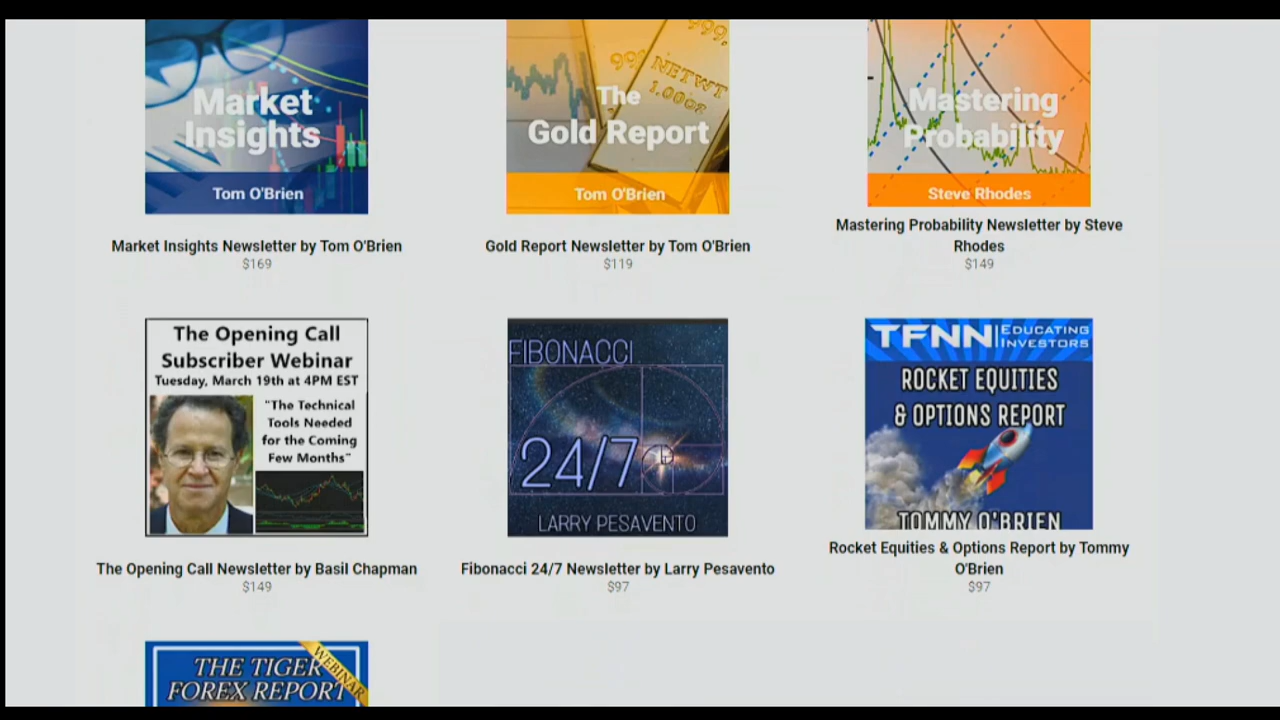 Market
Insights
Tom O'Brien
Market Insights Newsletter by Tom O'Brien
$169
999.
999
NETWT
1.00oz
The
Gold Report
Tom O'Brien
Gold Report Newsletter by Tom O'Brien
$119
Mastering
Probability
Steve Rhodes
Mastering Probability Newsletter by Steve
Rhodes
$149
The Opening Call
Subscriber Webinar
Tuesday, March 19th at 4PM EST
"The Technical
Tools Needed
for the Coming
Few Months"
The Opening Call Newsletter by Basil Chapman
$149
FIBONACCI
24/7
LARRY PESAVENTO
Fibonacci 24/7 Newsletter by Larry Pesavento
$97
TFNN EDUCATING
INVESTORS
ROCKET EQUITIES
& OPTIONS REPORT
TOMMY O'BRIEN
Rocket Equities & Options Report by Tommy
O'Brien
$97
THE TIGER
FOREX REPORT
WEBINAR